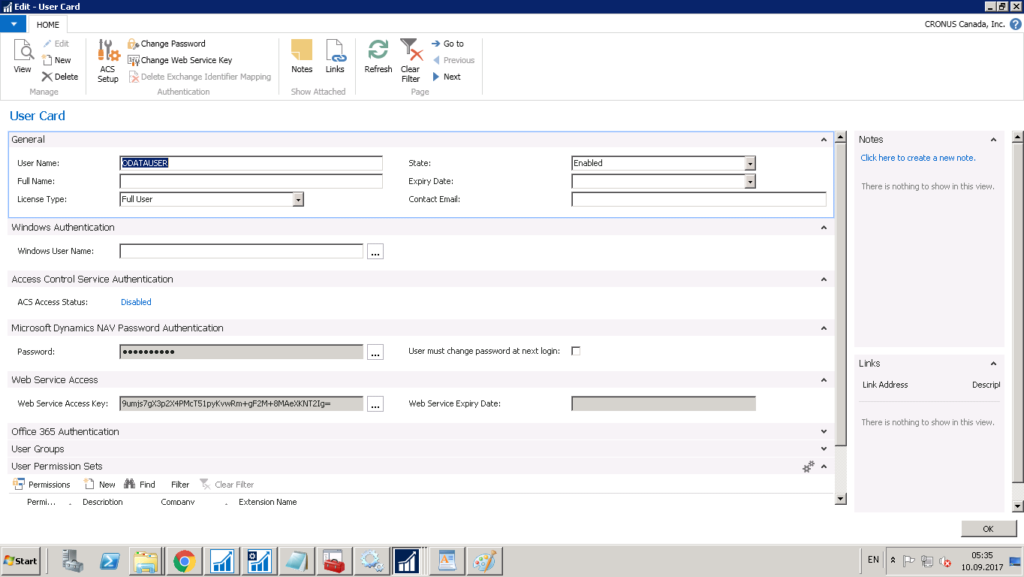 Edit - User Card
HOME
CRONUS Canada, Inc.
View
Edit
New
Delete
Manage
ACS Setup
Change Password
Change Web Service Key
Delete Exchange Identifier Mapping
Authentication
Notes
Links
Show Attached
Refresh
Clear Filter
Go to
Previous
Next
Page
User Card
General
User Name: ODATAUSER
State: Enabled
Full Name:
Expiry Date:
License Type: Full User
Contact Email:
Windows Authentication
Windows User Name: ...
Access Control Service Authentication
ACS Access Status: Disabled
Microsoft Dynamics NAV Password Authentication
Password: ●●●●●●●●●● ...
User must change password at next login:
Web Service Access
Web Service Access Key: 9umjs7gX3p2X4PMcT51pyKvwRm+gF2M+8MAeXKNT2Ig= ...
Web Service Expiry Date:
Office 365 Authentication
User Groups
User Permission Sets
Permissions New Find Filter Clear Filter
Permi... Description Company Extension Name
Notes
Click here to create a new note.
There is nothing to show in this view.
Links
Link Address Descript
There is nothing to show in this view.
OK
Start
EN
05:35
10.09.2017